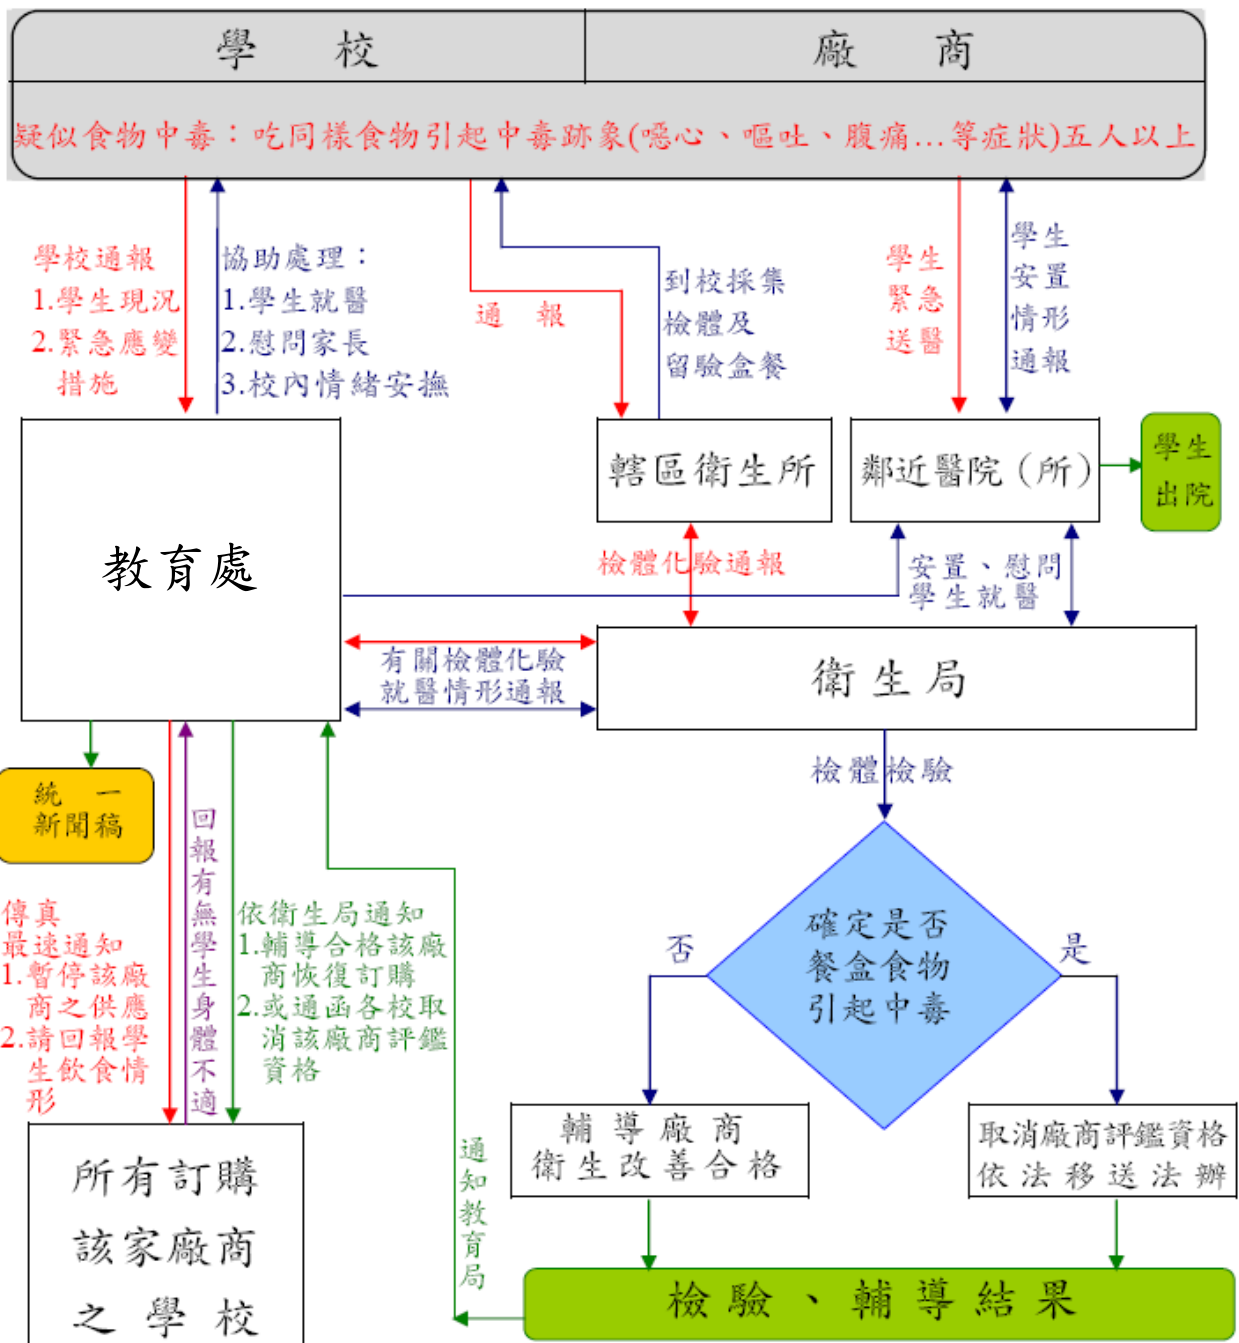 學校
廠商
疑似食物中毒：吃同樣食物引起中毒跡象(噁心、嘔吐、腹痛…等症狀)五人以上
學校通報
1.學生現況
2.緊急應變
措施
協助處理：
1.學生就醫
2.慰問家長
3.校內情緒安撫
通報
到校採集
檢體及
留驗盒餐
學生
緊急
送醫
學生
安置
情形
通報
教育處
轄區衛生所
鄰近醫院（所）
學生
出院
檢體化驗通報
安置、慰問
學生就醫
有關檢體化驗
就醫情形通報
衛生局
檢體檢驗
統一
新聞稿
回報有無學生身體不適
傳真
最速通知
1.暫停該廠
商之供應
2.請回報學
生飲食情
形
依衛生局通知
1.輔導合格該廠
商恢復訂購
2.或通函各校取
消該廠商評鑑
資格
確定是否
餐盒食物
引起中毒
否
是
輔導廠商
衛生改善合格
取消廠商評鑑資格
依法移送法辦
通知教育局
所有訂購
該家廠商
之學校
檢驗、輔導結果